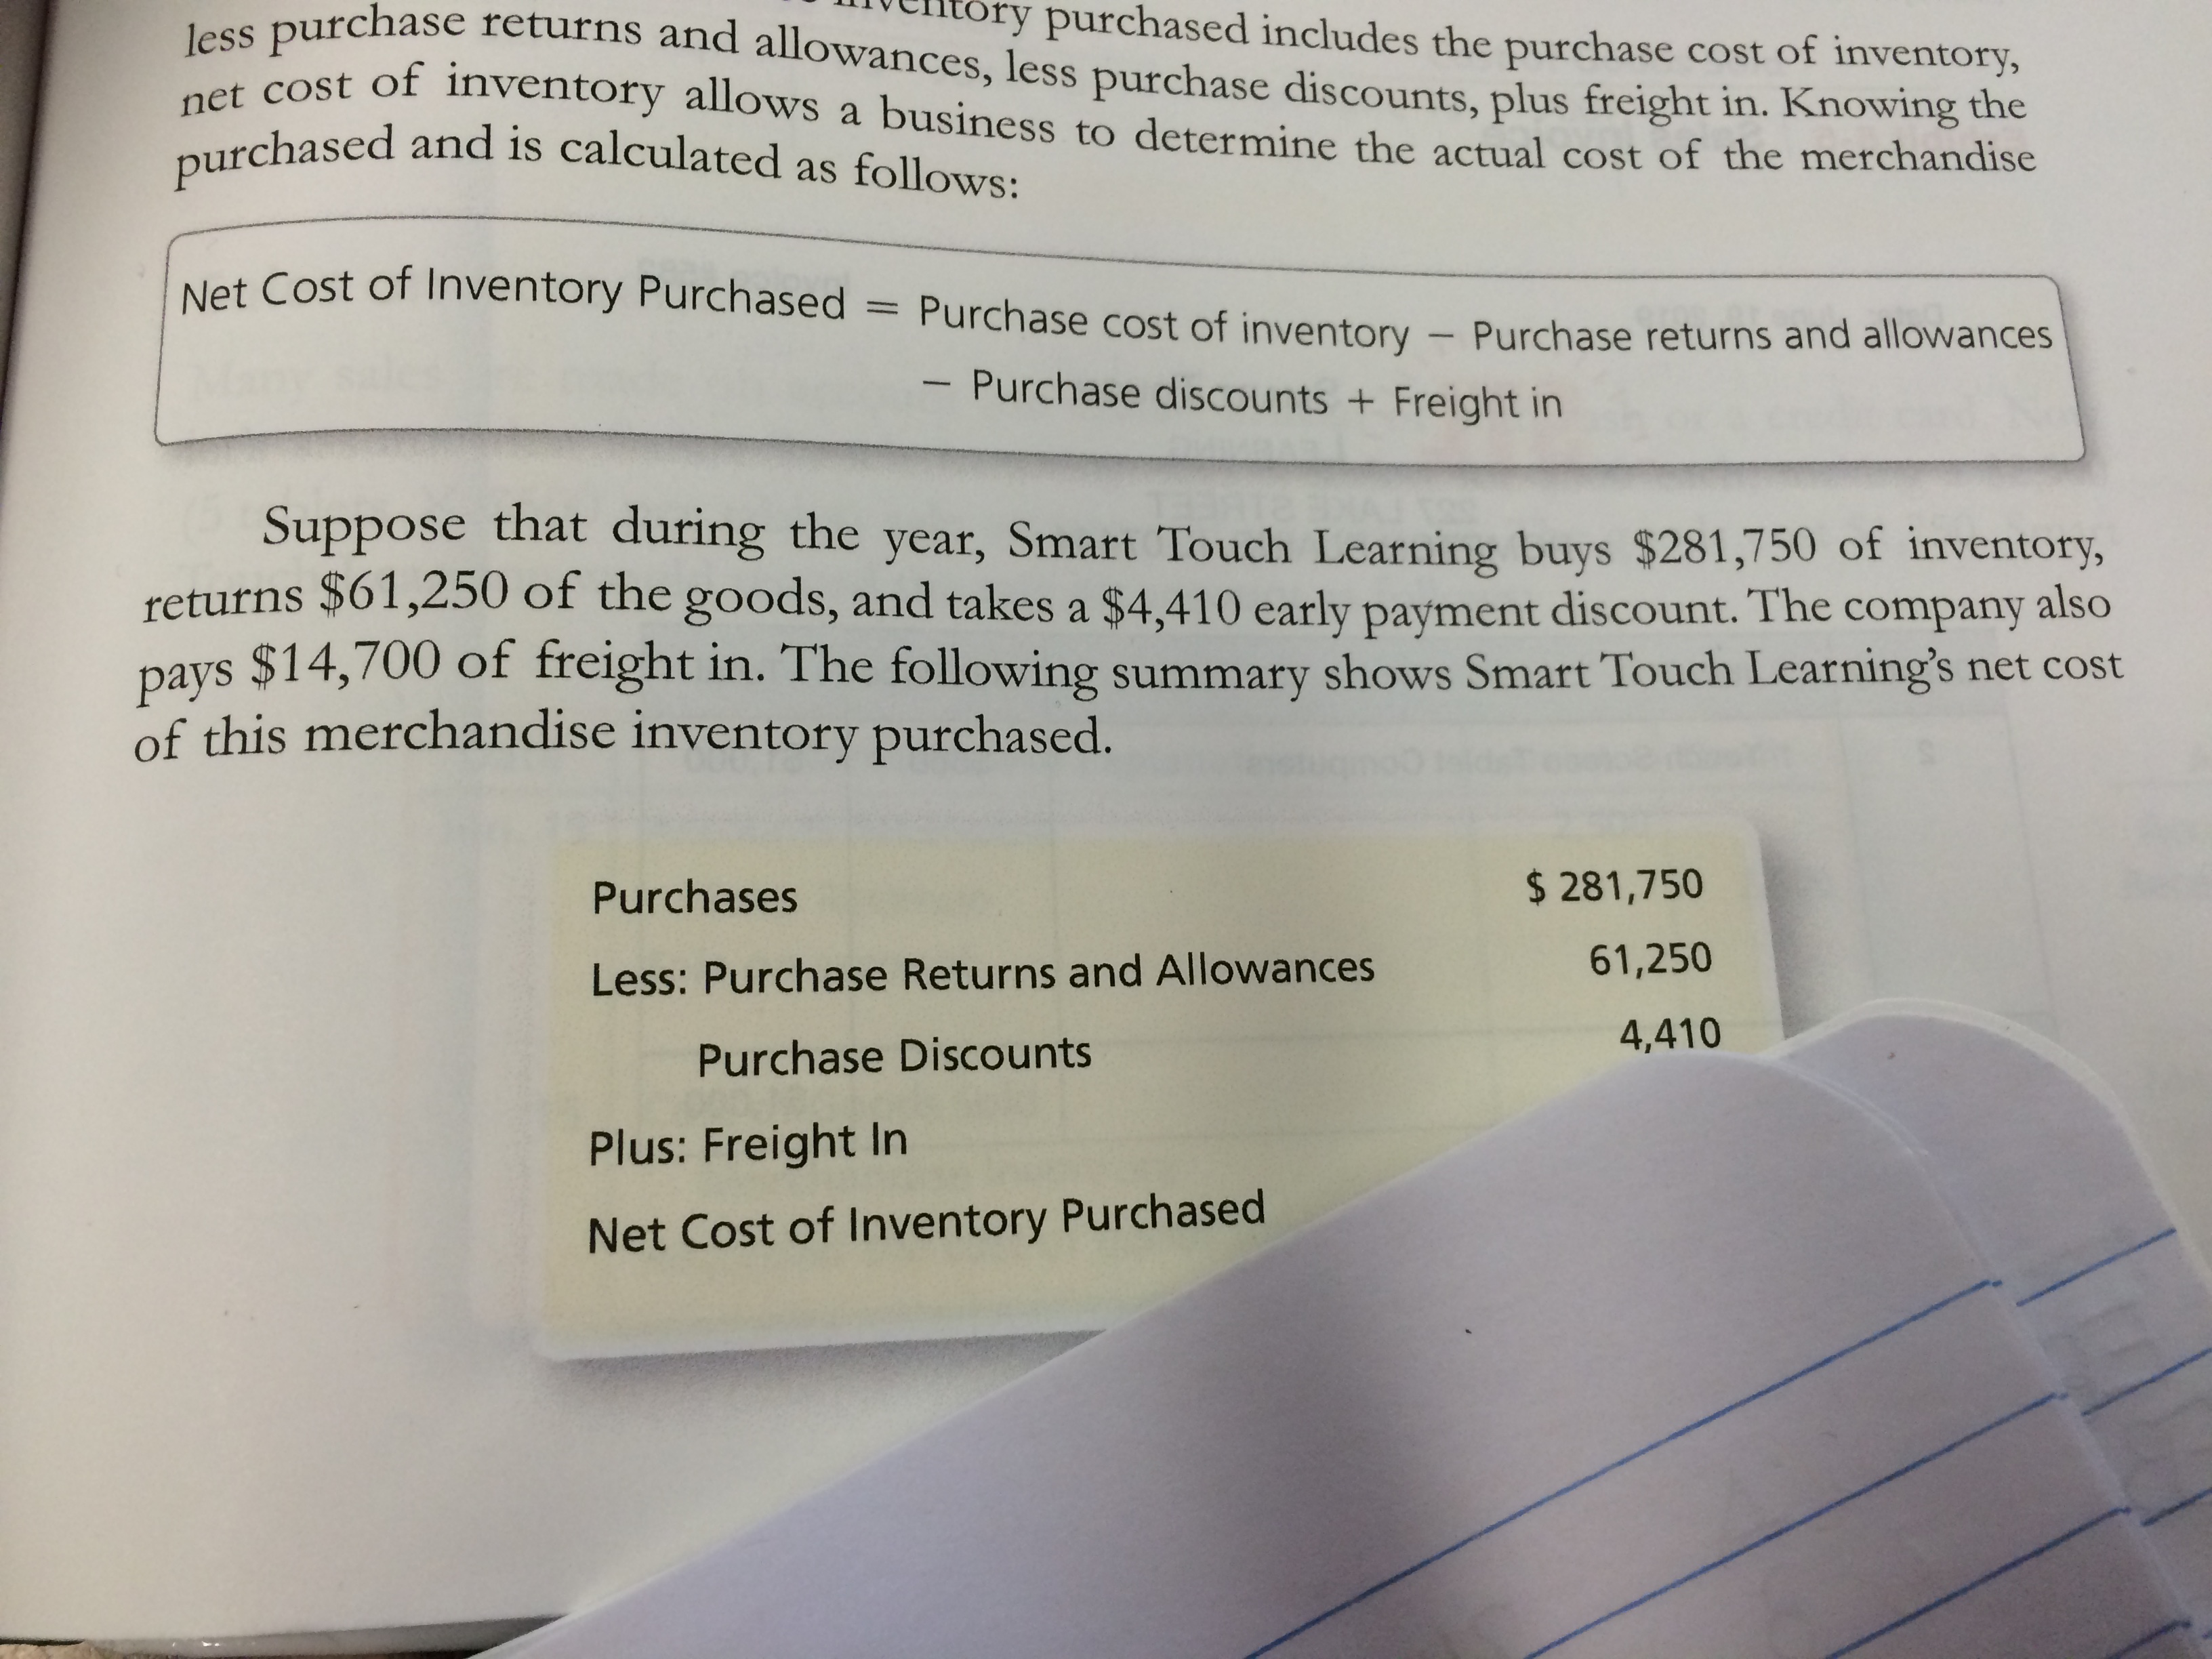 inventory purchased includes the purchase cost of inventory,
less purchase returns and allowances, less purchase discounts, plus freight in. Knowing the
net cost of inventory allows a business to determine the actual cost of the merchandise
purchased and is calculated as follows:
Net Cost of Inventory Purchased = Purchase cost of inventory − Purchase returns and allowances
− Purchase discounts + Freight in
Suppose that during the year, Smart Touch Learning buys $281,750 of inventory,
returns $61,250 of the goods, and takes a $4,410 early payment discount. The company also
pays $14,700 of freight in. The following summary shows Smart Touch Learning's net cost
of this merchandise inventory purchased.
Purchases $ 281,750
Less: Purchase Returns and Allowances 61,250
Purchase Discounts 4,410
Plus: Freight In
Net Cost of Inventory Purchased